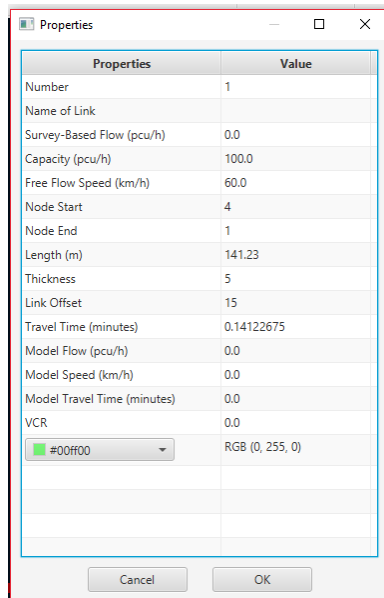 Properties
Properties Value
Number 1
Name of Link
Survey-Based Flow (pcu/h) 0.0
Capacity (pcu/h) 100.0
Free Flow Speed (km/h) 60.0
Node Start 4
Node End 1
Length (m) 141.23
Thickness 5
Link Offset 15
Travel Time (minutes) 0.14122675
Model Flow (pcu/h) 0.0
Model Speed (km/h) 0.0
Model Travel Time (minutes) 0.0
VCR 0.0
#00ff00 RGB (0, 255, 0)
Cancel OK